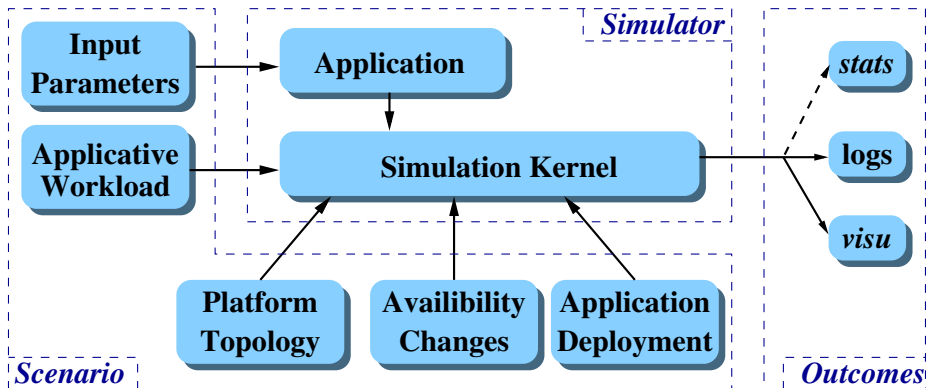 Simulator
Input
Parameters
Application
stats
Applicative
Workload
Simulation Kernel
logs
visu
Platform
Topology
Availibility
Changes
Application
Deployment
Scenario
Outcomes